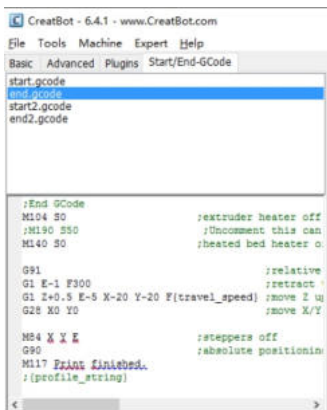 CreatBot - 6.4.1 - www.CreatBot.com
File Tools Machine Expert Help
Basic Advanced Plugins Start/End-GCode
start.gcode
end.gcode
start2.gcode
end2.gcode
;End GCode
M104 S0 ;extruder heater off
;M190 S50 ;Uncomment this can
M140 S0 ;heated bed heater o
G91 ;relative
G1 E-1 F300 ;retract
G1 Z+0.5 E-5 X-20 Y-20 F{travel_speed} ;move Z up
G28 X0 Y0 ;move X/Y
M84 X Y E ;steppers off
G90 ;absolute positionin
M117 Print finished.
;{profile_string}